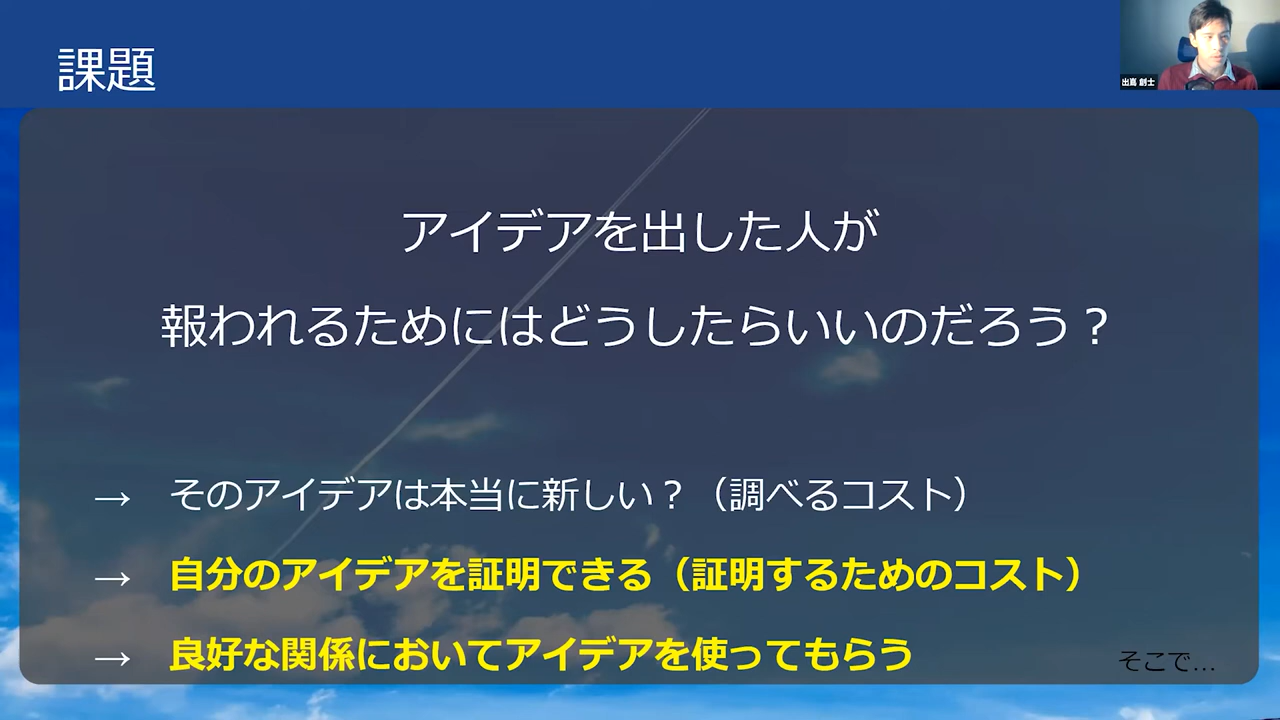 課題
出嶌 創士
アイデアを出した人が
報われるためにはどうしたらいいのだろう？
→ そのアイデアは本当に新しい？（調べるコスト）
→ 自分のアイデアを証明できる（証明するためのコスト）
→ 良好な関係においてアイデアを使ってもらう
そこで…